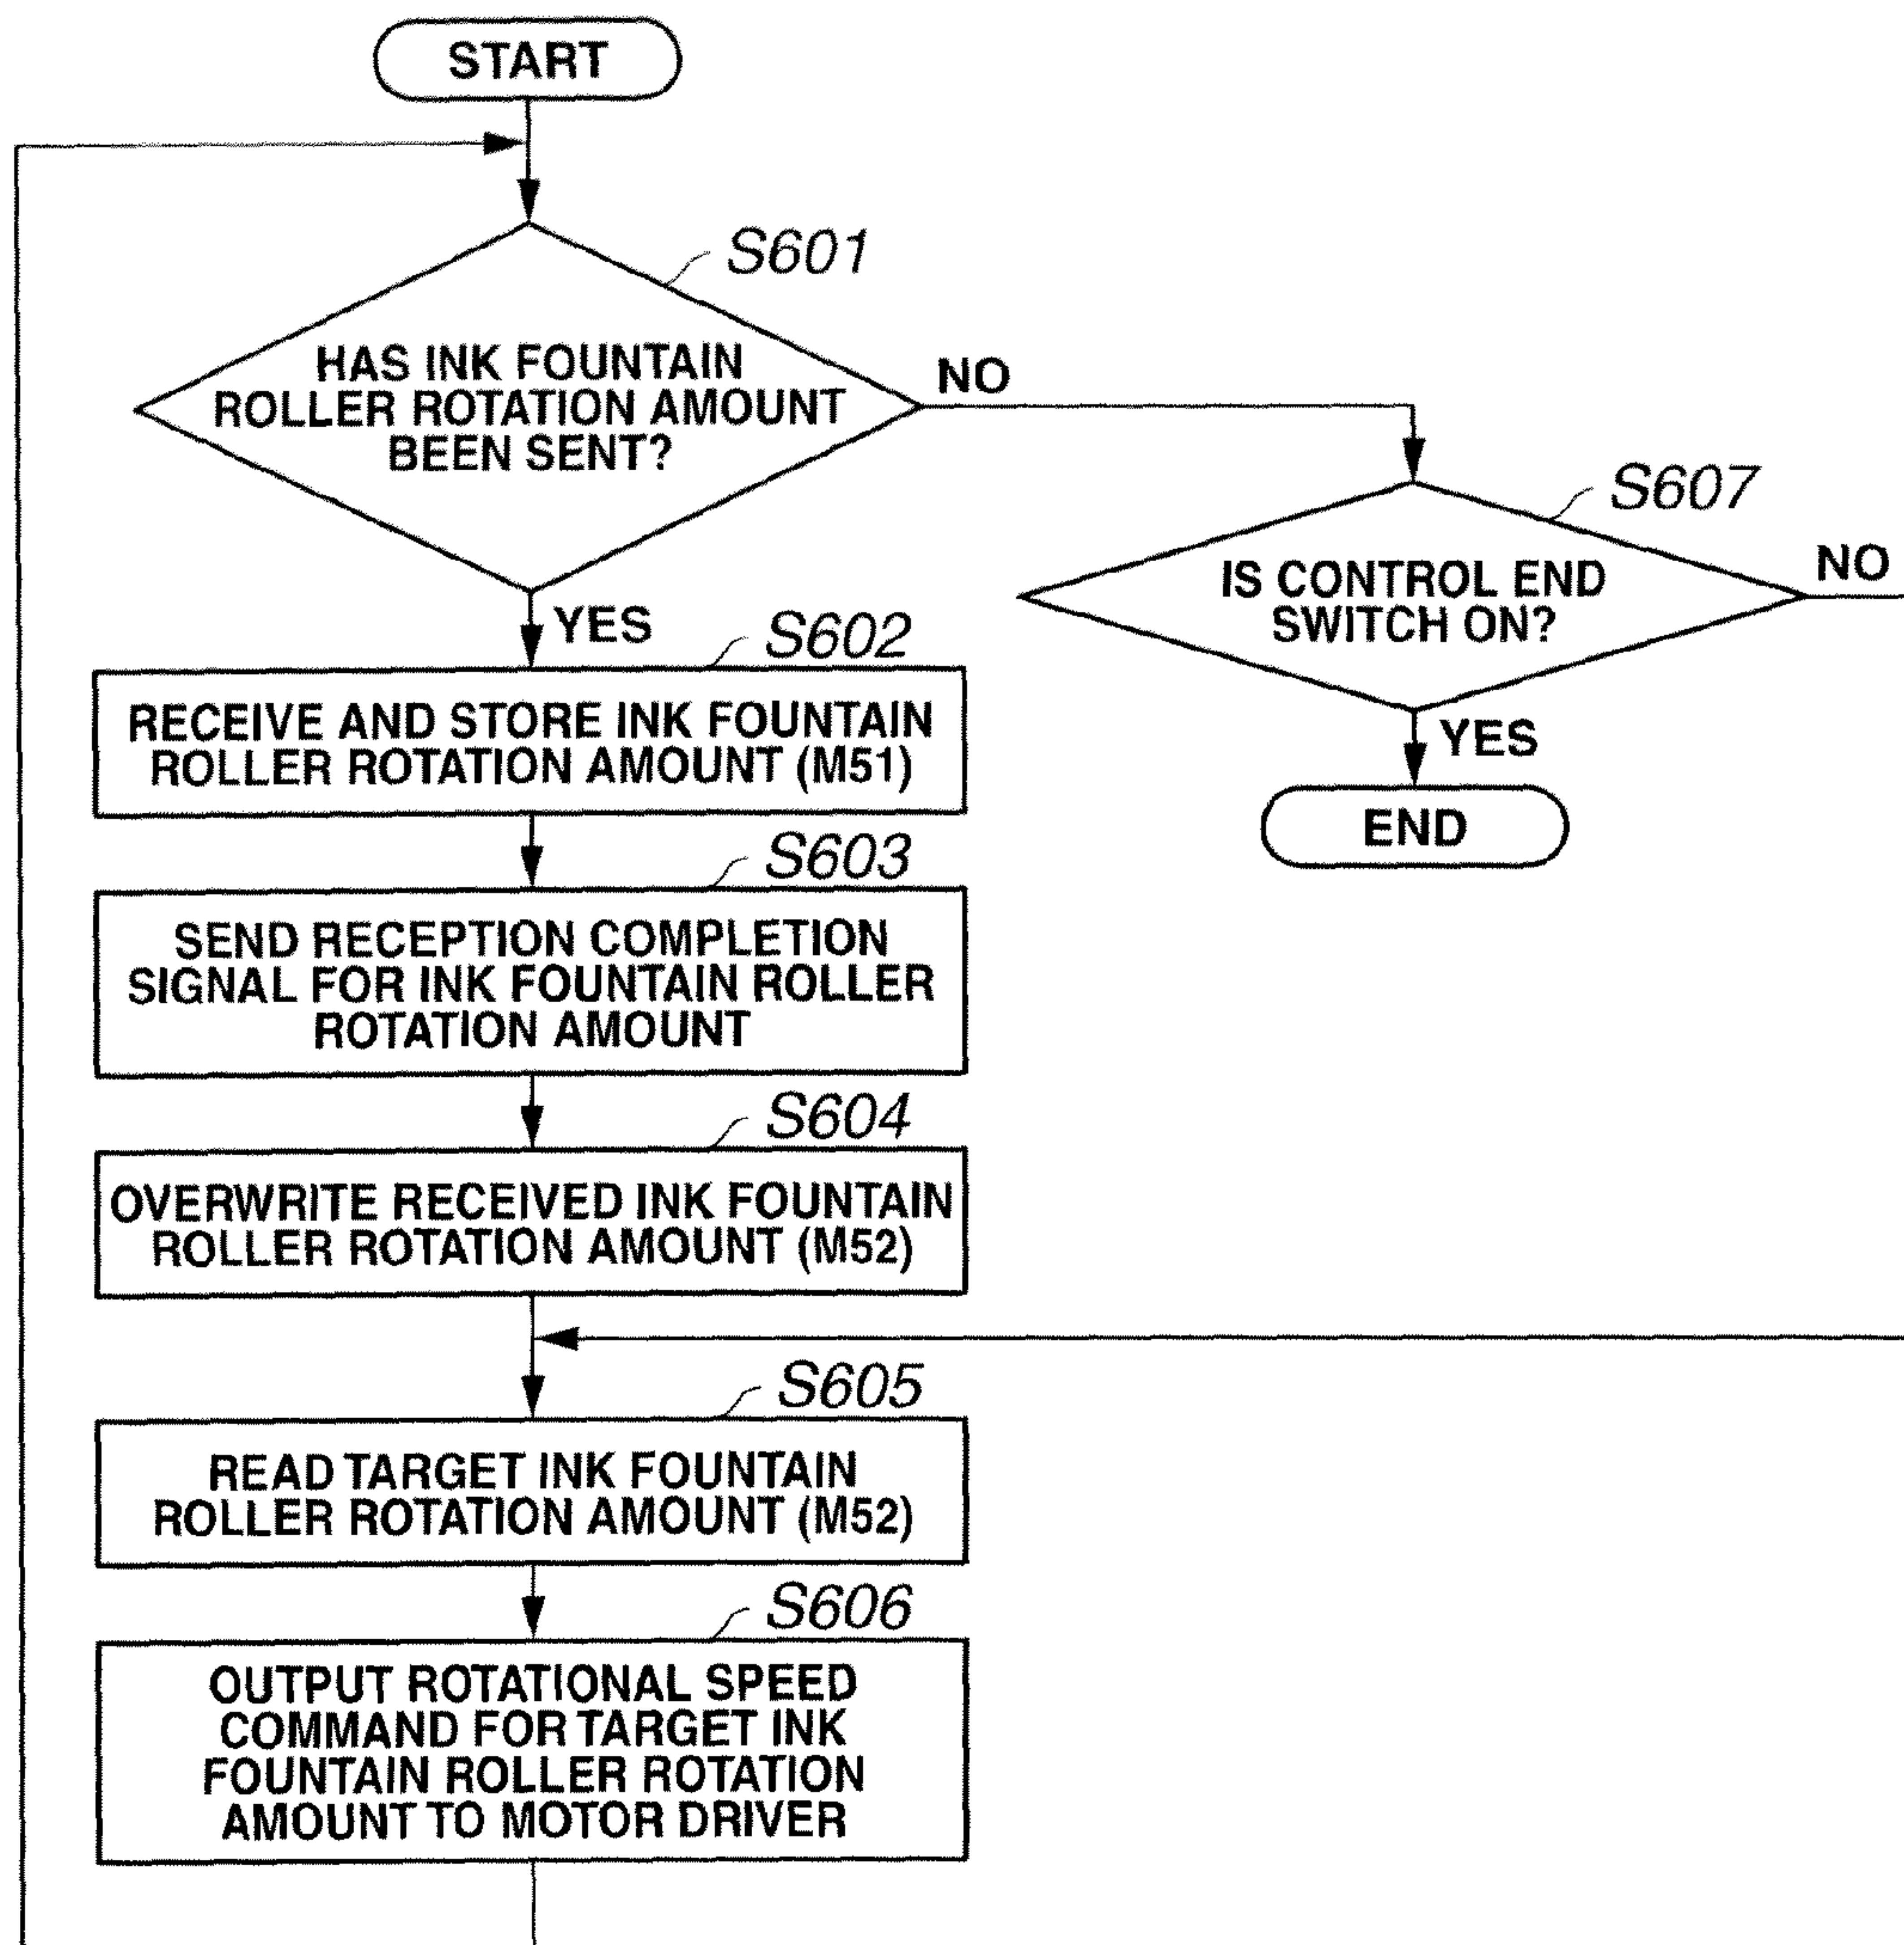 START
S601
HAS INK FOUNTAIN
ROLLER ROTATION AMOUNT
BEEN SENT?
NO
S607
IS CONTROL END
SWITCH ON?
NO
YES
END
YES
S602
RECEIVE AND STORE INK FOUNTAIN
ROLLER ROTATION AMOUNT (M51)
S603
SEND RECEPTION COMPLETION
SIGNAL FOR INK FOUNTAIN ROLLER
ROTATION AMOUNT
S604
OVERWRITE RECEIVED INK FOUNTAIN
ROLLER ROTATION AMOUNT (M52)
S605
READ TARGET INK FOUNTAIN
ROLLER ROTATION AMOUNT (M52)
S606
OUTPUT ROTATIONAL SPEED
COMMAND FOR TARGET INK
FOUNTAIN ROLLER ROTATION
AMOUNT TO MOTOR DRIVER